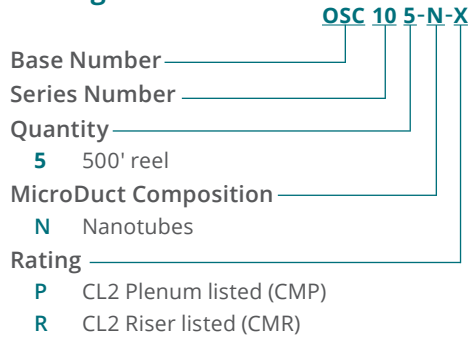 OSC 10 5-N-X
Base Number
Series Number
Quantity
5 500' reel
MicroDuct Composition
N Nanotubes
Rating
P CL2 Plenum listed (CMP)
R CL2 Riser listed (CMR)